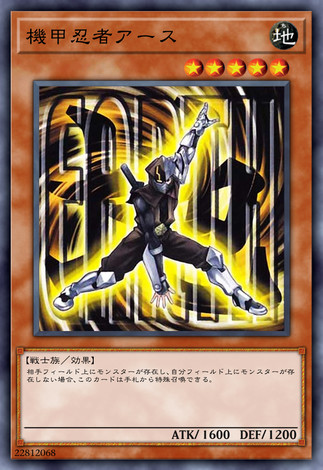 機甲忍者アース
地
EARTH
【戦士族／効果】
相手フィールド上にモンスターが存在し、自分フィールド上にモンスターが
存在しない場合、このカードは手札から特殊召喚できる。
ATK/1600 DEF/1200
22812068